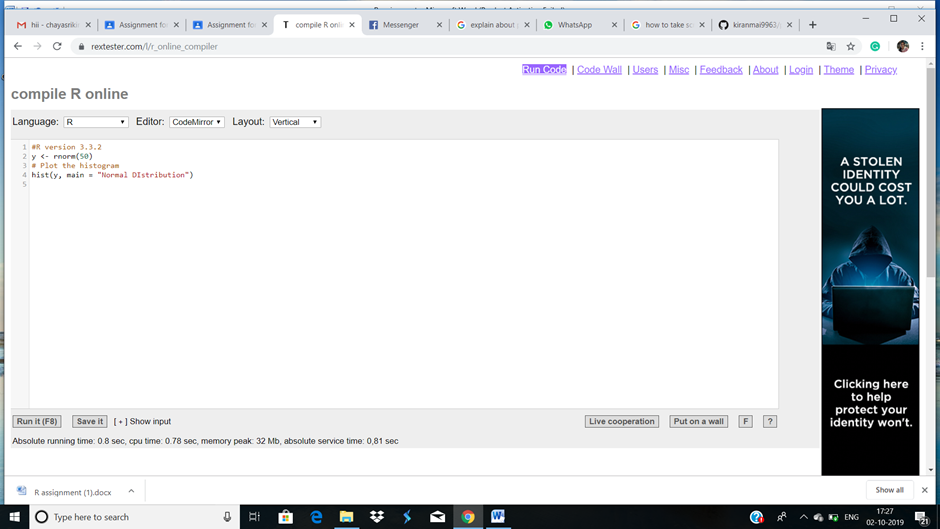 hii - chayasrikin
Assignment for
Assignment for
compile R onli
Messenger
explain about
WhatsApp
how to take sc
kiranmai9963/
rextester.com/l/r_online_compiler
Run Code | Code Wall | Users | Misc | Feedback | About | Login | Theme | Privacy
compile R online
Language: R Editor: CodeMirror Layout: Vertical
1 #R version 3.3.2
2 y <- rnorm(50)
3 # Plot the histogram
4 hist(y, main = "Normal DIstribution")
5
A STOLEN
IDENTITY
COULD COST
YOU A LOT.
Clicking here
to help
protect your
identity won't.
Run it (F8) Save it [ + ] Show input Live cooperation Put on a wall F ?
Absolute running time: 0.8 sec, cpu time: 0.78 sec, memory peak: 32 Mb, absolute service time: 0,81 sec
R assignment (1).docx
Show all
Type here to search
ENG
17:27
02-10-2019
21